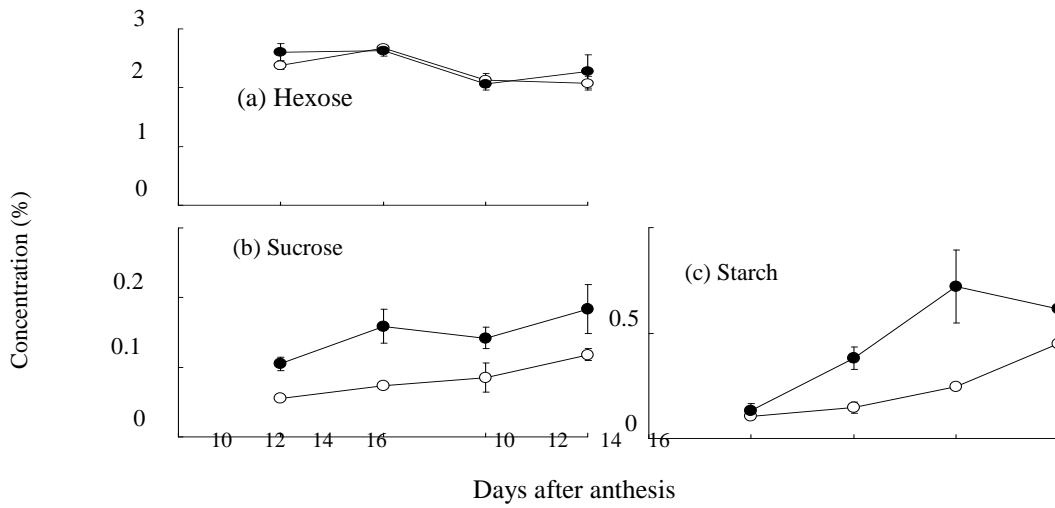 3
2
(a) Hexose
1
0
Concentration (%)
(b) Sucrose
(c) Starch
0.2
0.5
0.1
0
0
10 12 14 16 10 12 14 16
Days after anthesis